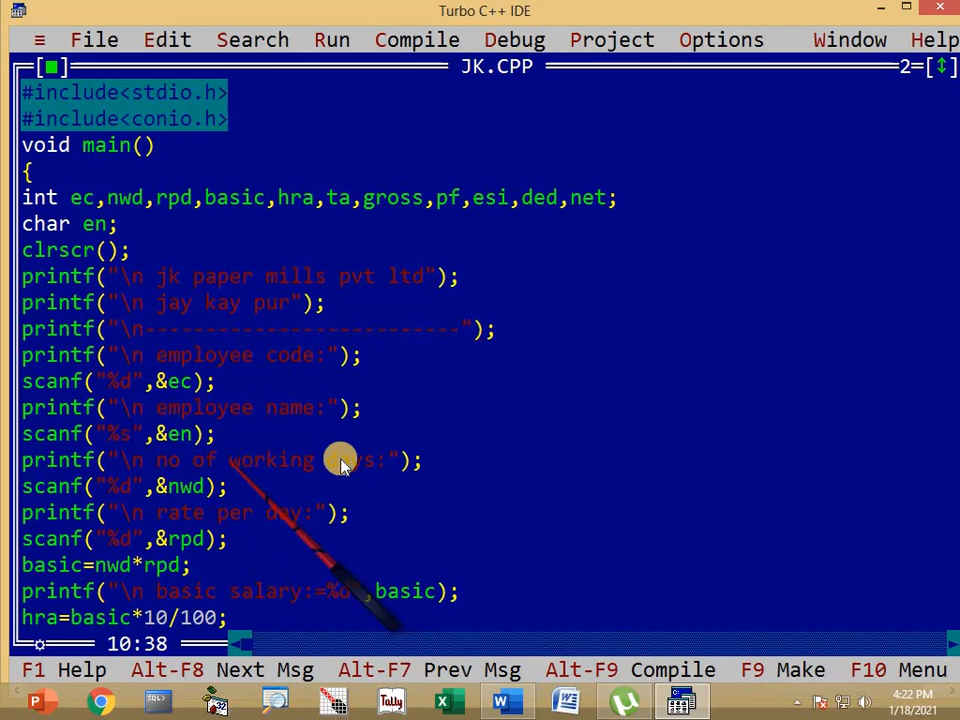 Turbo C++ IDE
≡ File Edit Search Run Compile Debug Project Options Window Help
[■] JK.CPP 2=[↕]
#include<stdio.h>
#include<conio.h>
void main()
{
int ec,nwd,rpd,basic,hra,ta,gross,pf,esi,ded,net;
char en;
clrscr();
printf("\n jk paper mills pvt ltd");
printf("\n jay kay pur");
printf("\n--------------------------");
printf("\n employee code:");
scanf("%d",&ec);
printf("\n employee name:");
scanf("%s",&en);
printf("\n no of working days:");
scanf("%d",&nwd);
printf("\n rate per day:");
scanf("%d",&rpd);
basic=nwd*rpd;
printf("\n basic salary:=%d",basic);
hra=basic*10/100;
10:38
F1 Help Alt-F8 Next Msg Alt-F7 Prev Msg Alt-F9 Compile F9 Make F10 Menu
4:22 PM
1/18/2021